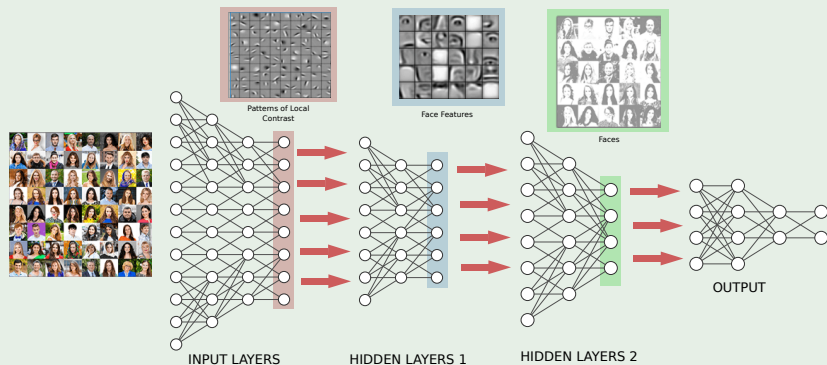 Patterns of Local
Contrast
Face Features
Faces
INPUT LAYERS
HIDDEN LAYERS 1
HIDDEN LAYERS 2
OUTPUT